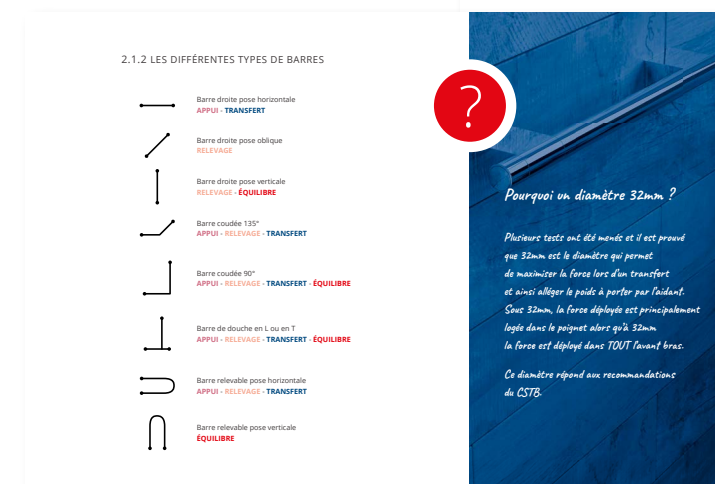 2.1.2 LES DIFFÉRENTES TYPES DE BARRES
Barre droite pose horizontale
APPUI - TRANSFERT
Barre droite pose oblique
RELEVAGE
Barre droite pose verticale
RELEVAGE - ÉQUILIBRE
Barre coudée 135°
APPUI - RELEVAGE - TRANSFERT
Barre coudée 90°
APPUI - RELEVAGE - TRANSFERT - ÉQUILIBRE
Barre de douche en L ou en T
APPUI - RELEVAGE - TRANSFERT - ÉQUILIBRE
Barre relevable pose horizontale
APPUI - RELEVAGE - TRANSFERT
Barre relevable pose verticale
ÉQUILIBRE
?
Pourquoi un diamètre 32mm ?
Plusieurs tests ont été menés et il est prouvé
que 32mm est le diamètre qui permet
de maximiser la force lors d'un transfert
et ainsi alléger le poids à porter par l'aidant.
Sous 32mm, la force déployée est principalement
logée dans le poignet alors qu'à 32mm
la force est déployé dans TOUT l'avant bras.
Ce diamètre répond aux recommandations
du CSTB.